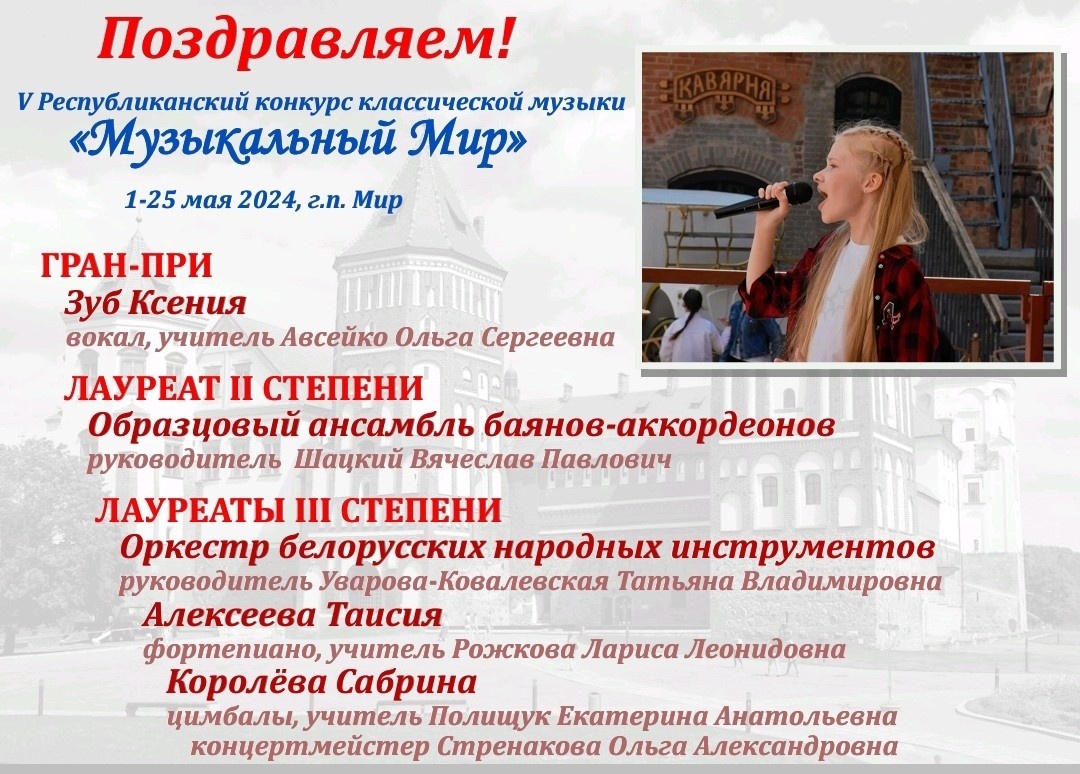 Поздравляем!
V Республиканский конкурс классической музыки
«Музыкальный Мир»
1-25 мая 2024, г.п. Мир
КАВЯРНЯ
ГРАН-ПРИ
Зуб Ксения
вокал, учитель Авсейко Ольга Сергеевна
ЛАУРЕАТ II СТЕПЕНИ
Образцовый ансамбль баянов-аккордеонов
руководитель Шацкий Вячеслав Павлович
ЛАУРЕАТЫ III СТЕПЕНИ
Оркестр белорусских народных инструментов
руководитель Уварова-Ковалевская Татьяна Владимировна
Алексеева Таисия
фортепиано, учитель Рожкова Лариса Леонидовна
Королёва Сабрина
цимбалы, учитель Полищук Екатерина Анатольевна
концертмейстер Стренакова Ольга Александровна